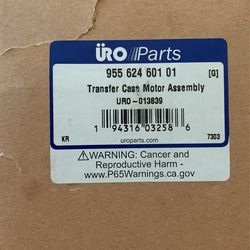 ÜRO Parts
955 624 601 01 [G]
Transfer Case Motor Assembly
URO-013839
1 94316 03258 6
KR uroparts.com 7303
WARNING: Cancer and
Reproductive Harm -
www.P65Warnings.ca.gov